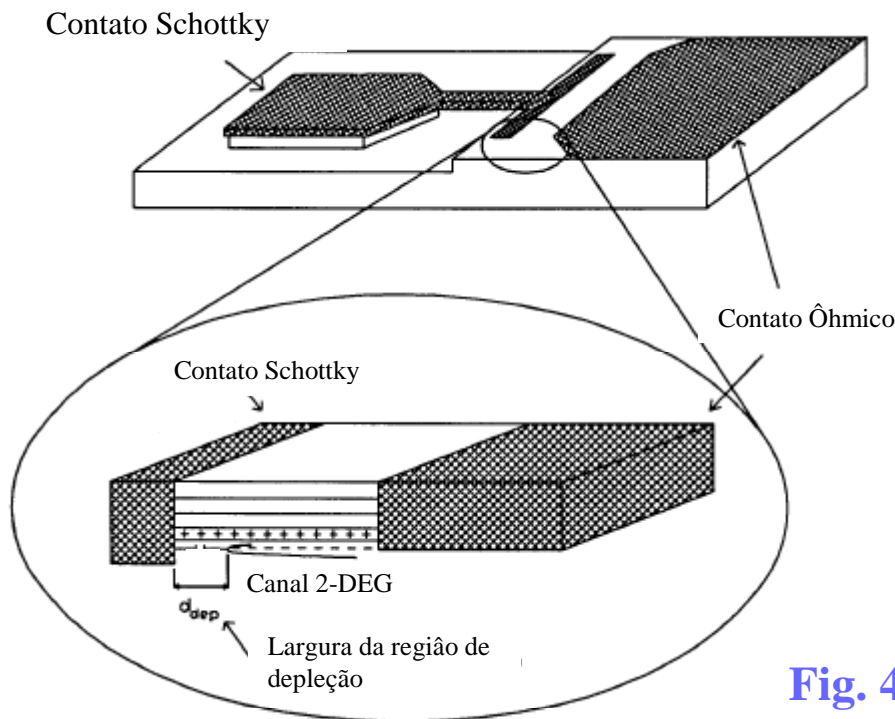 Contato Schottky
Contato Ôhmico
Contato Schottky
Canal 2-DEG
d_dep
Largura da regiâo de
depleção
Fig. 4